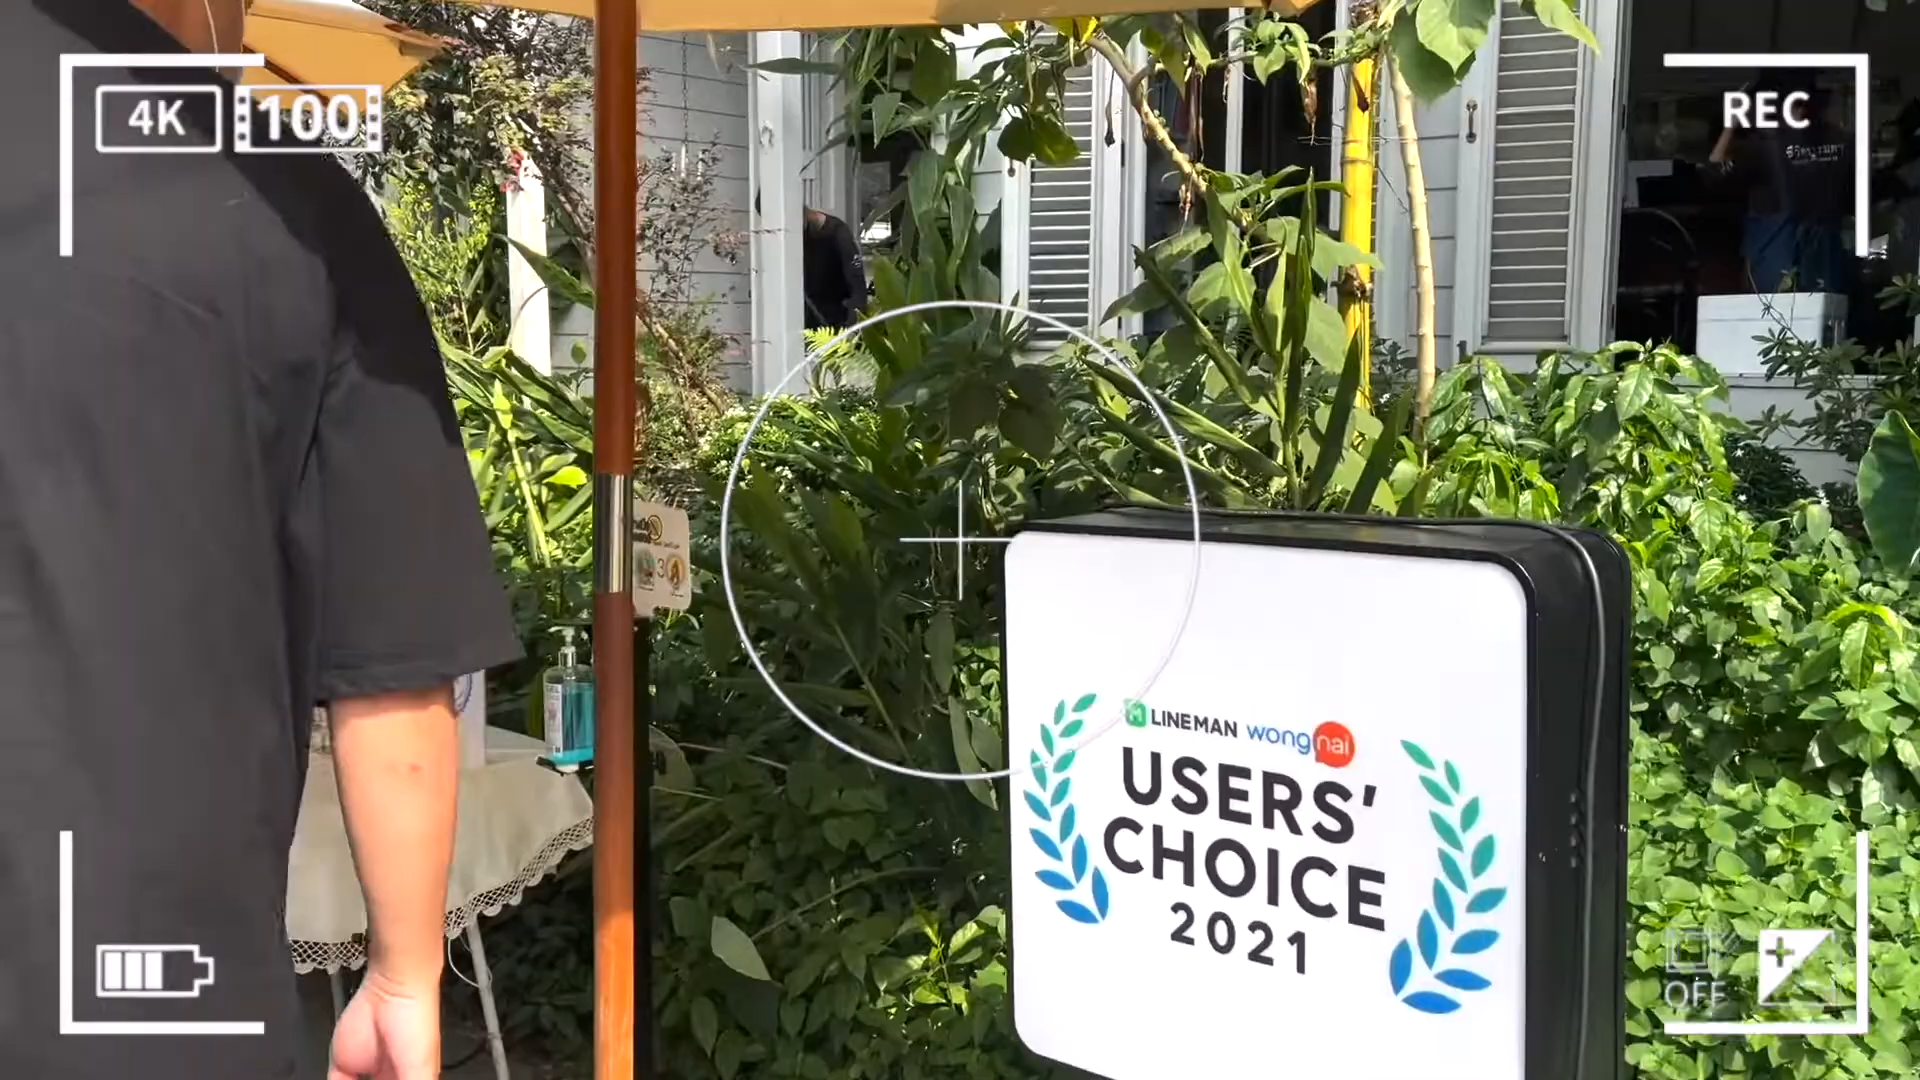 4K 100
REC
LINEMAN wongnai
USERS'
CHOICE
2021
OFF